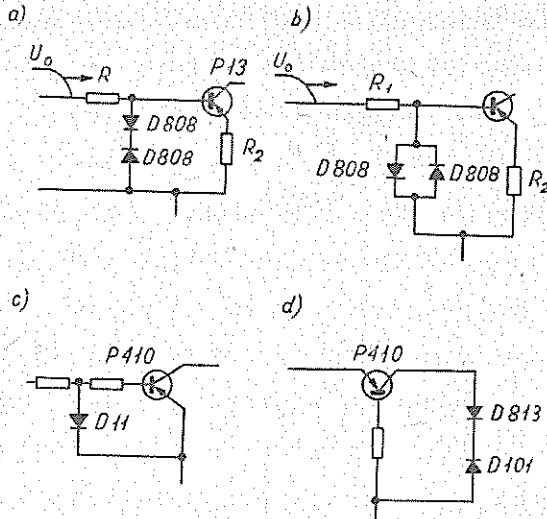 a)
U₀
R
P13
D808
D808
R₂
b)
U₀
R₁
D808
D808
R₂
c)
P410
D11
d)
P410
D813
D101